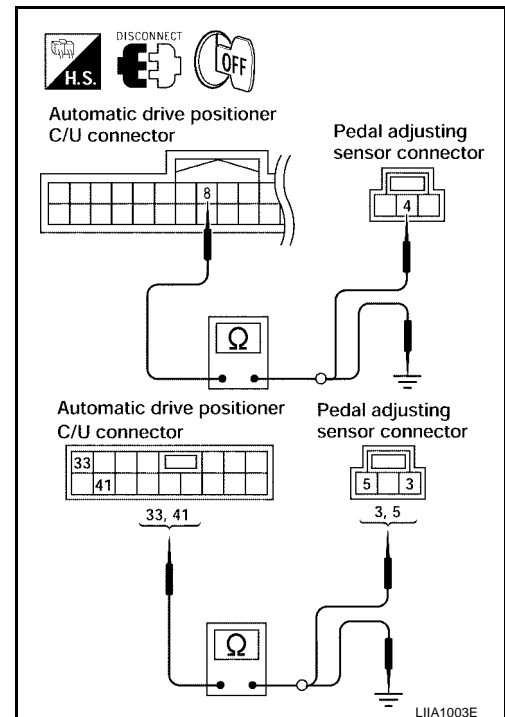 DISCONNECT
H.S.
OFF
Automatic drive positioner
C/U connector
Pedal adjusting
sensor connector
8
4
Ω
Automatic drive positioner
C/U connector
Pedal adjusting
sensor connector
33
41
5 3
33, 41
3, 5
Ω
LIIA1003E